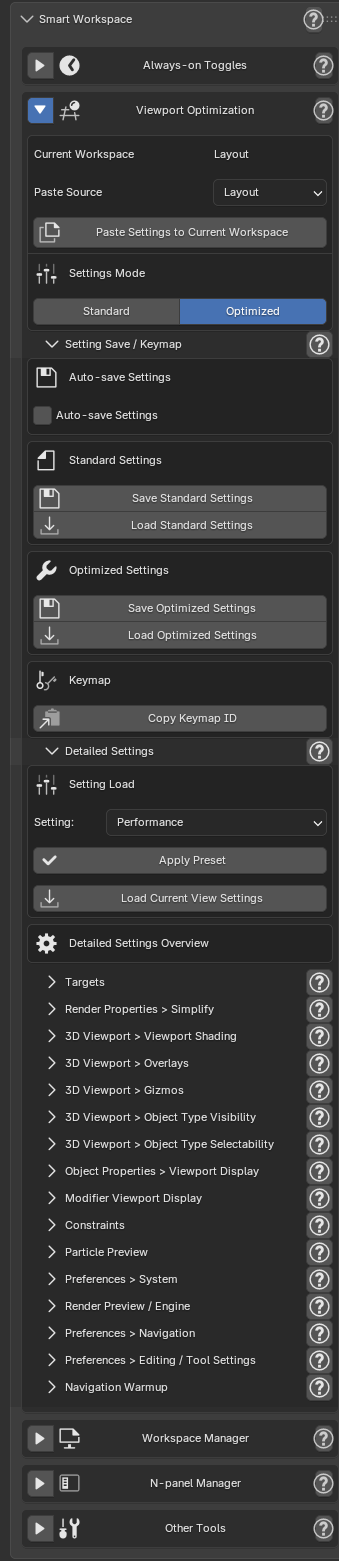 Smart Workspace
Always-on Toggles
Viewport Optimization
Current Workspace Layout
Paste Source Layout
Paste Settings to Current Workspace
Settings Mode
Standard Optimized
Setting Save / Keymap
Auto-save Settings
Auto-save Settings
Standard Settings
Save Standard Settings
Load Standard Settings
Optimized Settings
Save Optimized Settings
Load Optimized Settings
Keymap
Copy Keymap ID
Detailed Settings
Setting Load
Setting: Performance
Apply Preset
Load Current View Settings
Detailed Settings Overview
Targets
Render Properties > Simplify
3D Viewport > Viewport Shading
3D Viewport > Overlays
3D Viewport > Gizmos
3D Viewport > Object Type Visibility
3D Viewport > Object Type Selectability
Object Properties > Viewport Display
Modifier Viewport Display
Constraints
Particle Preview
Preferences > System
Render Preview / Engine
Preferences > Navigation
Preferences > Editing / Tool Settings
Navigation Warmup
Workspace Manager
N-panel Manager
Other Tools